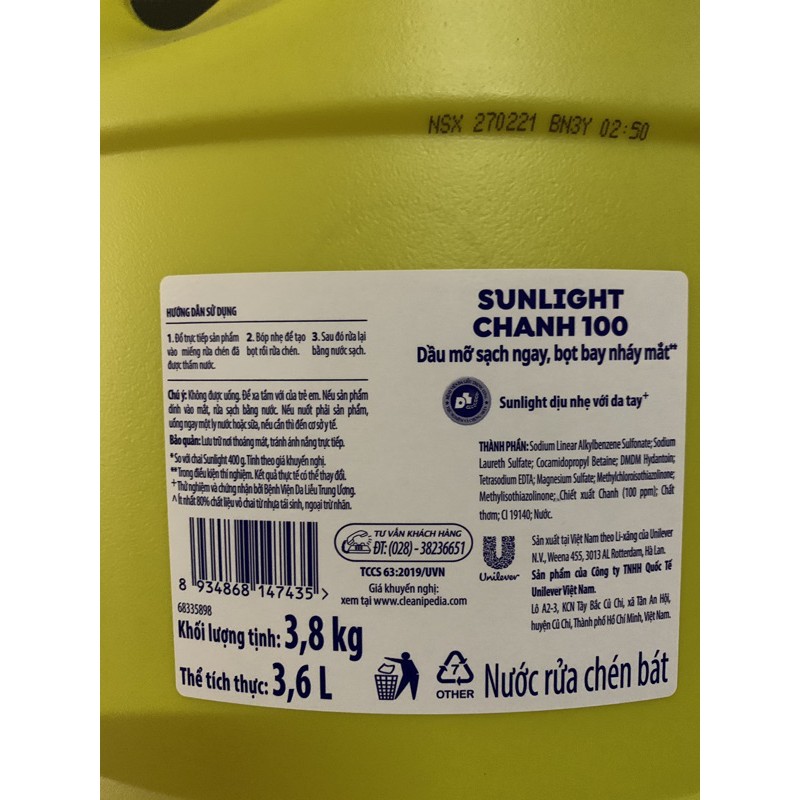 NSX 270221 BN3Y 02:50
HƯỚNG DẪN SỬ DỤNG
1. Đổ trực tiếp sản phẩm
vào miếng rửa chén đã
được thấm nước.
2. Bóp nhẹ để tạo
bọt rồi rửa chén.
3. Sau đó rửa lại
bằng nước sạch.
Chú ý: Không được uống. Để xa tầm với của trẻ em. Nếu sản phẩm
dính vào mắt, rửa sạch bằng nước. Nếu nuốt phải sản phẩm,
uống ngay một ly nước hoặc sữa, nếu cần thì đến cơ sở y tế.
Bảo quản: Lưu trữ nơi thoáng mát, tránh ánh nắng trực tiếp.
* So với chai Sunlight 400 g. Tính theo giá khuyến nghị.
** Trong điều kiện thí nghiệm. Kết quả thực tế có thể thay đổi.
+ Thử nghiệm và chứng nhận bởi Bệnh Viện Da Liễu Trung Ương.
Ít nhất 80% chất liệu vỏ chai từ nhựa tái sinh, ngoại trừ nhãn.
8 934868 147435 >
68335898
TƯ VẤN KHÁCH HÀNG
ĐT: (028) - 38236651
TCCS 63:2019/UVN
Giá khuyến nghị:
xem tại www.cleanipedia.com
Khối lượng tịnh: 3,8 kg
Thể tích thực: 3,6 L
SUNLIGHT
CHANH 100
Dầu mỡ sạch ngay, bọt bay nháy mắt**
Sunlight dịu nhẹ với da tay+
THÀNH PHẦN: Sodium Linear Alkylbenzene Sulfonate; Sodium
Laureth Sulfate; Cocamidopropyl Betaine; DMDM Hydantoin;
Tetrasodium EDTA; Magnesium Sulfate; Methylchloroisothiazolinone;
Methylisothiazolinone; Chiết xuất Chanh (100 ppm); Chất
thơm; CI 19140; Nước.
Unilever
Sản xuất tại Việt Nam theo Li-xăng của Unilever
N.V., Weena 455, 3013 AL Rotterdam, Hà Lan.
Sản phẩm của Công ty TNHH Quốc Tế
Unilever Việt Nam.
Lô A2-3, KCN Tây Bắc Củ Chi, xã Tân An Hội,
huyện Củ Chi, Thành phố Hồ Chí Minh, Việt Nam.
7
OTHER
Nước rửa chén bát